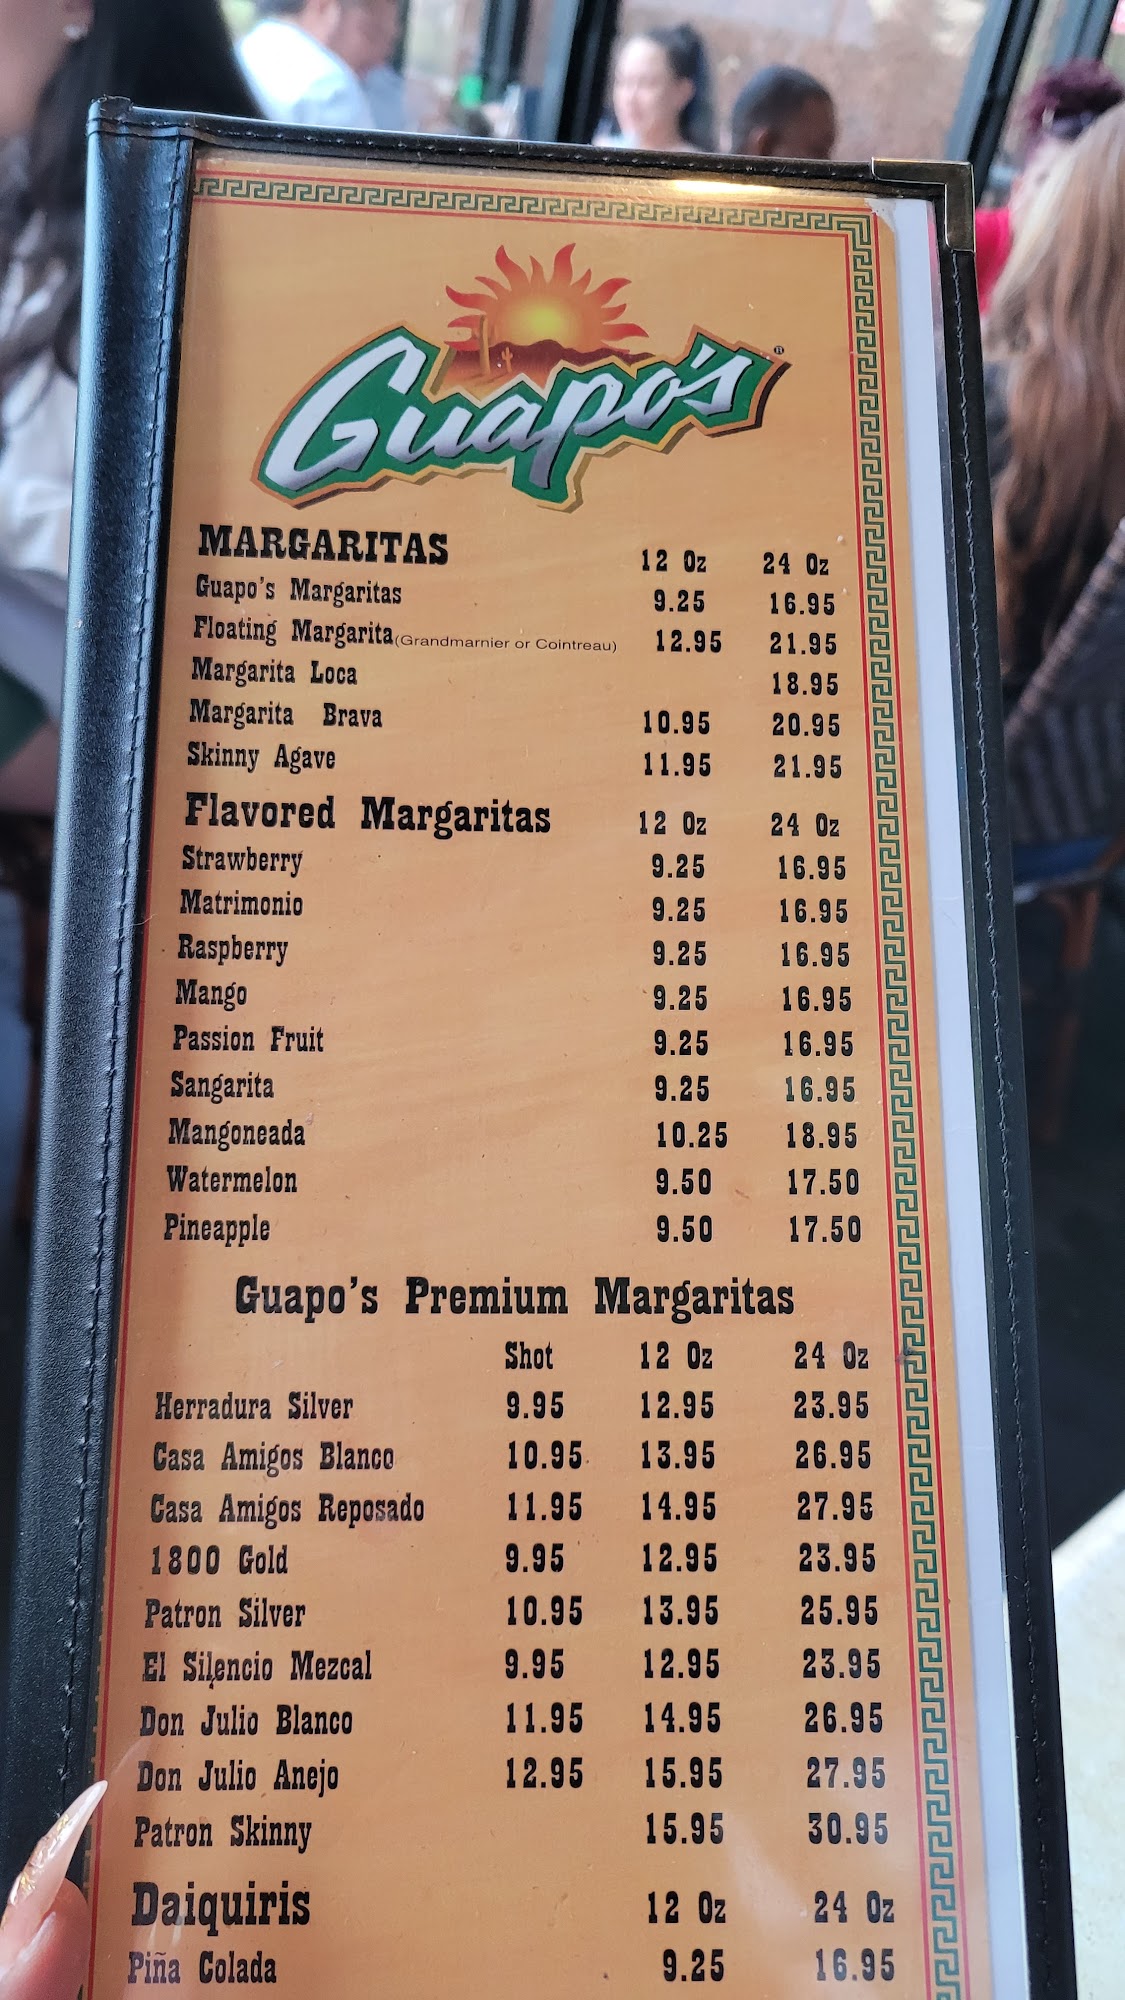 Guapo's ®
MARGARITAS 12 Oz 24 Oz
Guapo's Margaritas 9.25 16.95
Floating Margarita (Grandmarnier or Cointreau) 12.95 21.95
Margarita Loca 18.95
Margarita Brava 10.95 20.95
Skinny Agave 11.95 21.95
Flavored Margaritas 12 Oz 24 Oz
Strawberry 9.25 16.95
Matrimonio 9.25 16.95
Raspberry 9.25 16.95
Mango 9.25 16.95
Passion Fruit 9.25 16.95
Sangarita 9.25 16.95
Mangoneada 10.25 18.95
Watermelon 9.50 17.50
Pineapple 9.50 17.50
Guapo's Premium Margaritas
Shot 12 Oz 24 Oz
Herradura Silver 9.95 12.95 23.95
Casa Amigos Blanco 10.95 13.95 26.95
Casa Amigos Reposado 11.95 14.95 27.95
1800 Gold 9.95 12.95 23.95
Patron Silver 10.95 13.95 25.95
El Silencio Mezcal 9.95 12.95 23.95
Don Julio Blanco 11.95 14.95 26.95
Don Julio Anejo 12.95 15.95 27.95
Patron Skinny 15.95 30.95
Daiquiris 12 Oz 24 Oz
Piña Colada 9.25 16.95